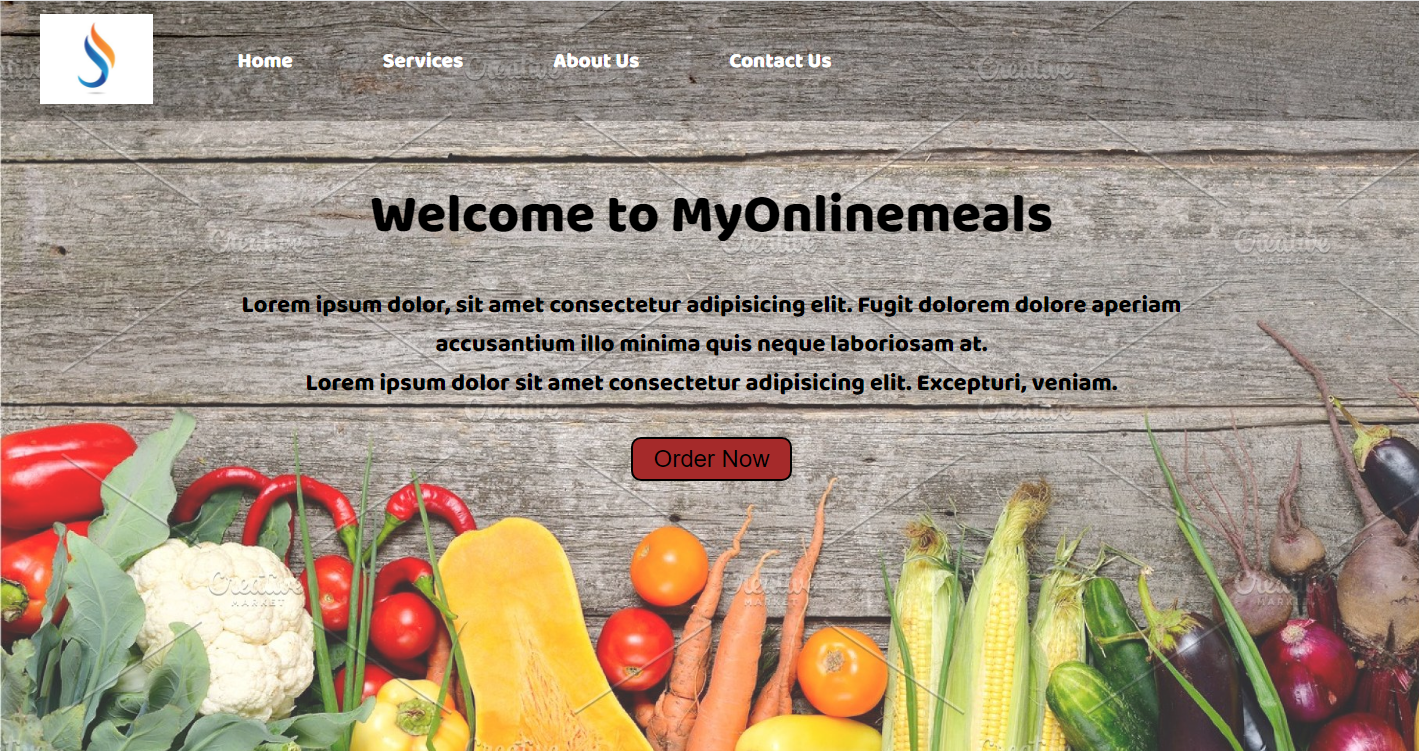 Home Services About Us Contact Us
Welcome to MyOnlinemeals
Lorem ipsum dolor, sit amet consectetur adipisicing elit. Fugit dolorem dolore aperiam
accusantium illo minima quis neque laboriosam at.
Lorem ipsum dolor sit amet consectetur adipisicing elit. Excepturi, veniam.
Order Now
Creative
MARKET